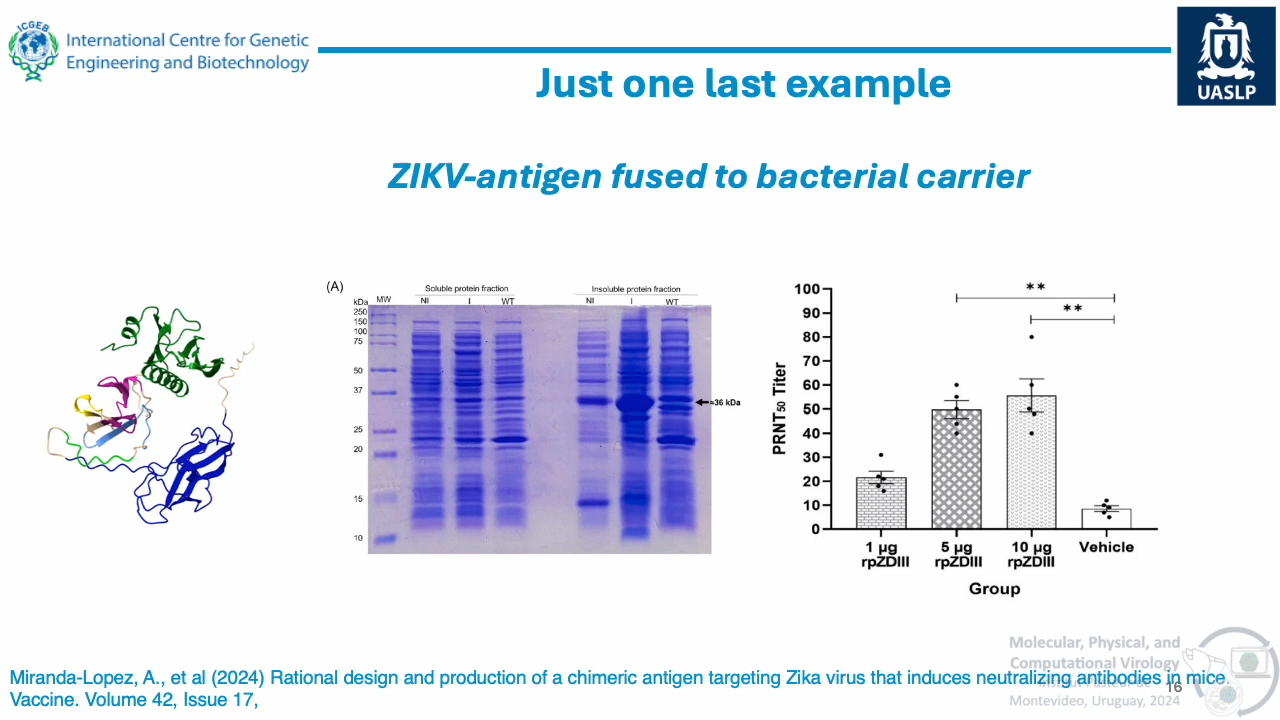 ICGEB
International Centre for Genetic
Engineering and Biotechnology
UASLP
Just one last example
ZIKV-antigen fused to bacterial carrier
(A)
Soluble protein fraction
Insoluble protein fraction
kDa MW NI I WT NI I WT
250
150
100
75
50
37
25
20
15
10
≈36 kDa
PRNT50 Titer
100
90
80
70
60
50
40
30
20
10
0
** 
**
1 µg rpZDIII
5 µg rpZDIII
10 µg rpZDIII
Vehicle
Group
Molecular, Physical, and
Computational Virology
Montevideo, Uruguay, 2024
16
Miranda-Lopez, A., et al (2024) Rational design and production of a chimeric antigen targeting Zika virus that induces neutralizing antibodies in mice.
Vaccine. Volume 42, Issue 17,